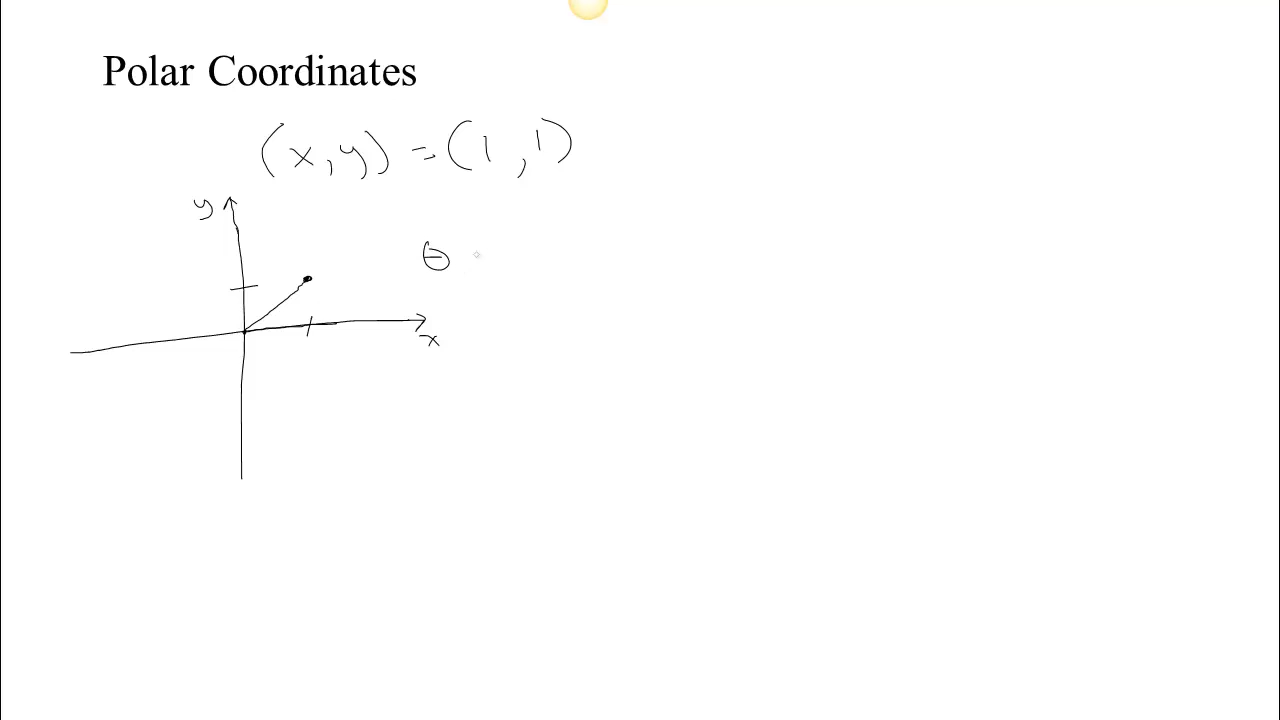 Polar Coordinates
(x,y) = (1,1)
y
θ
x